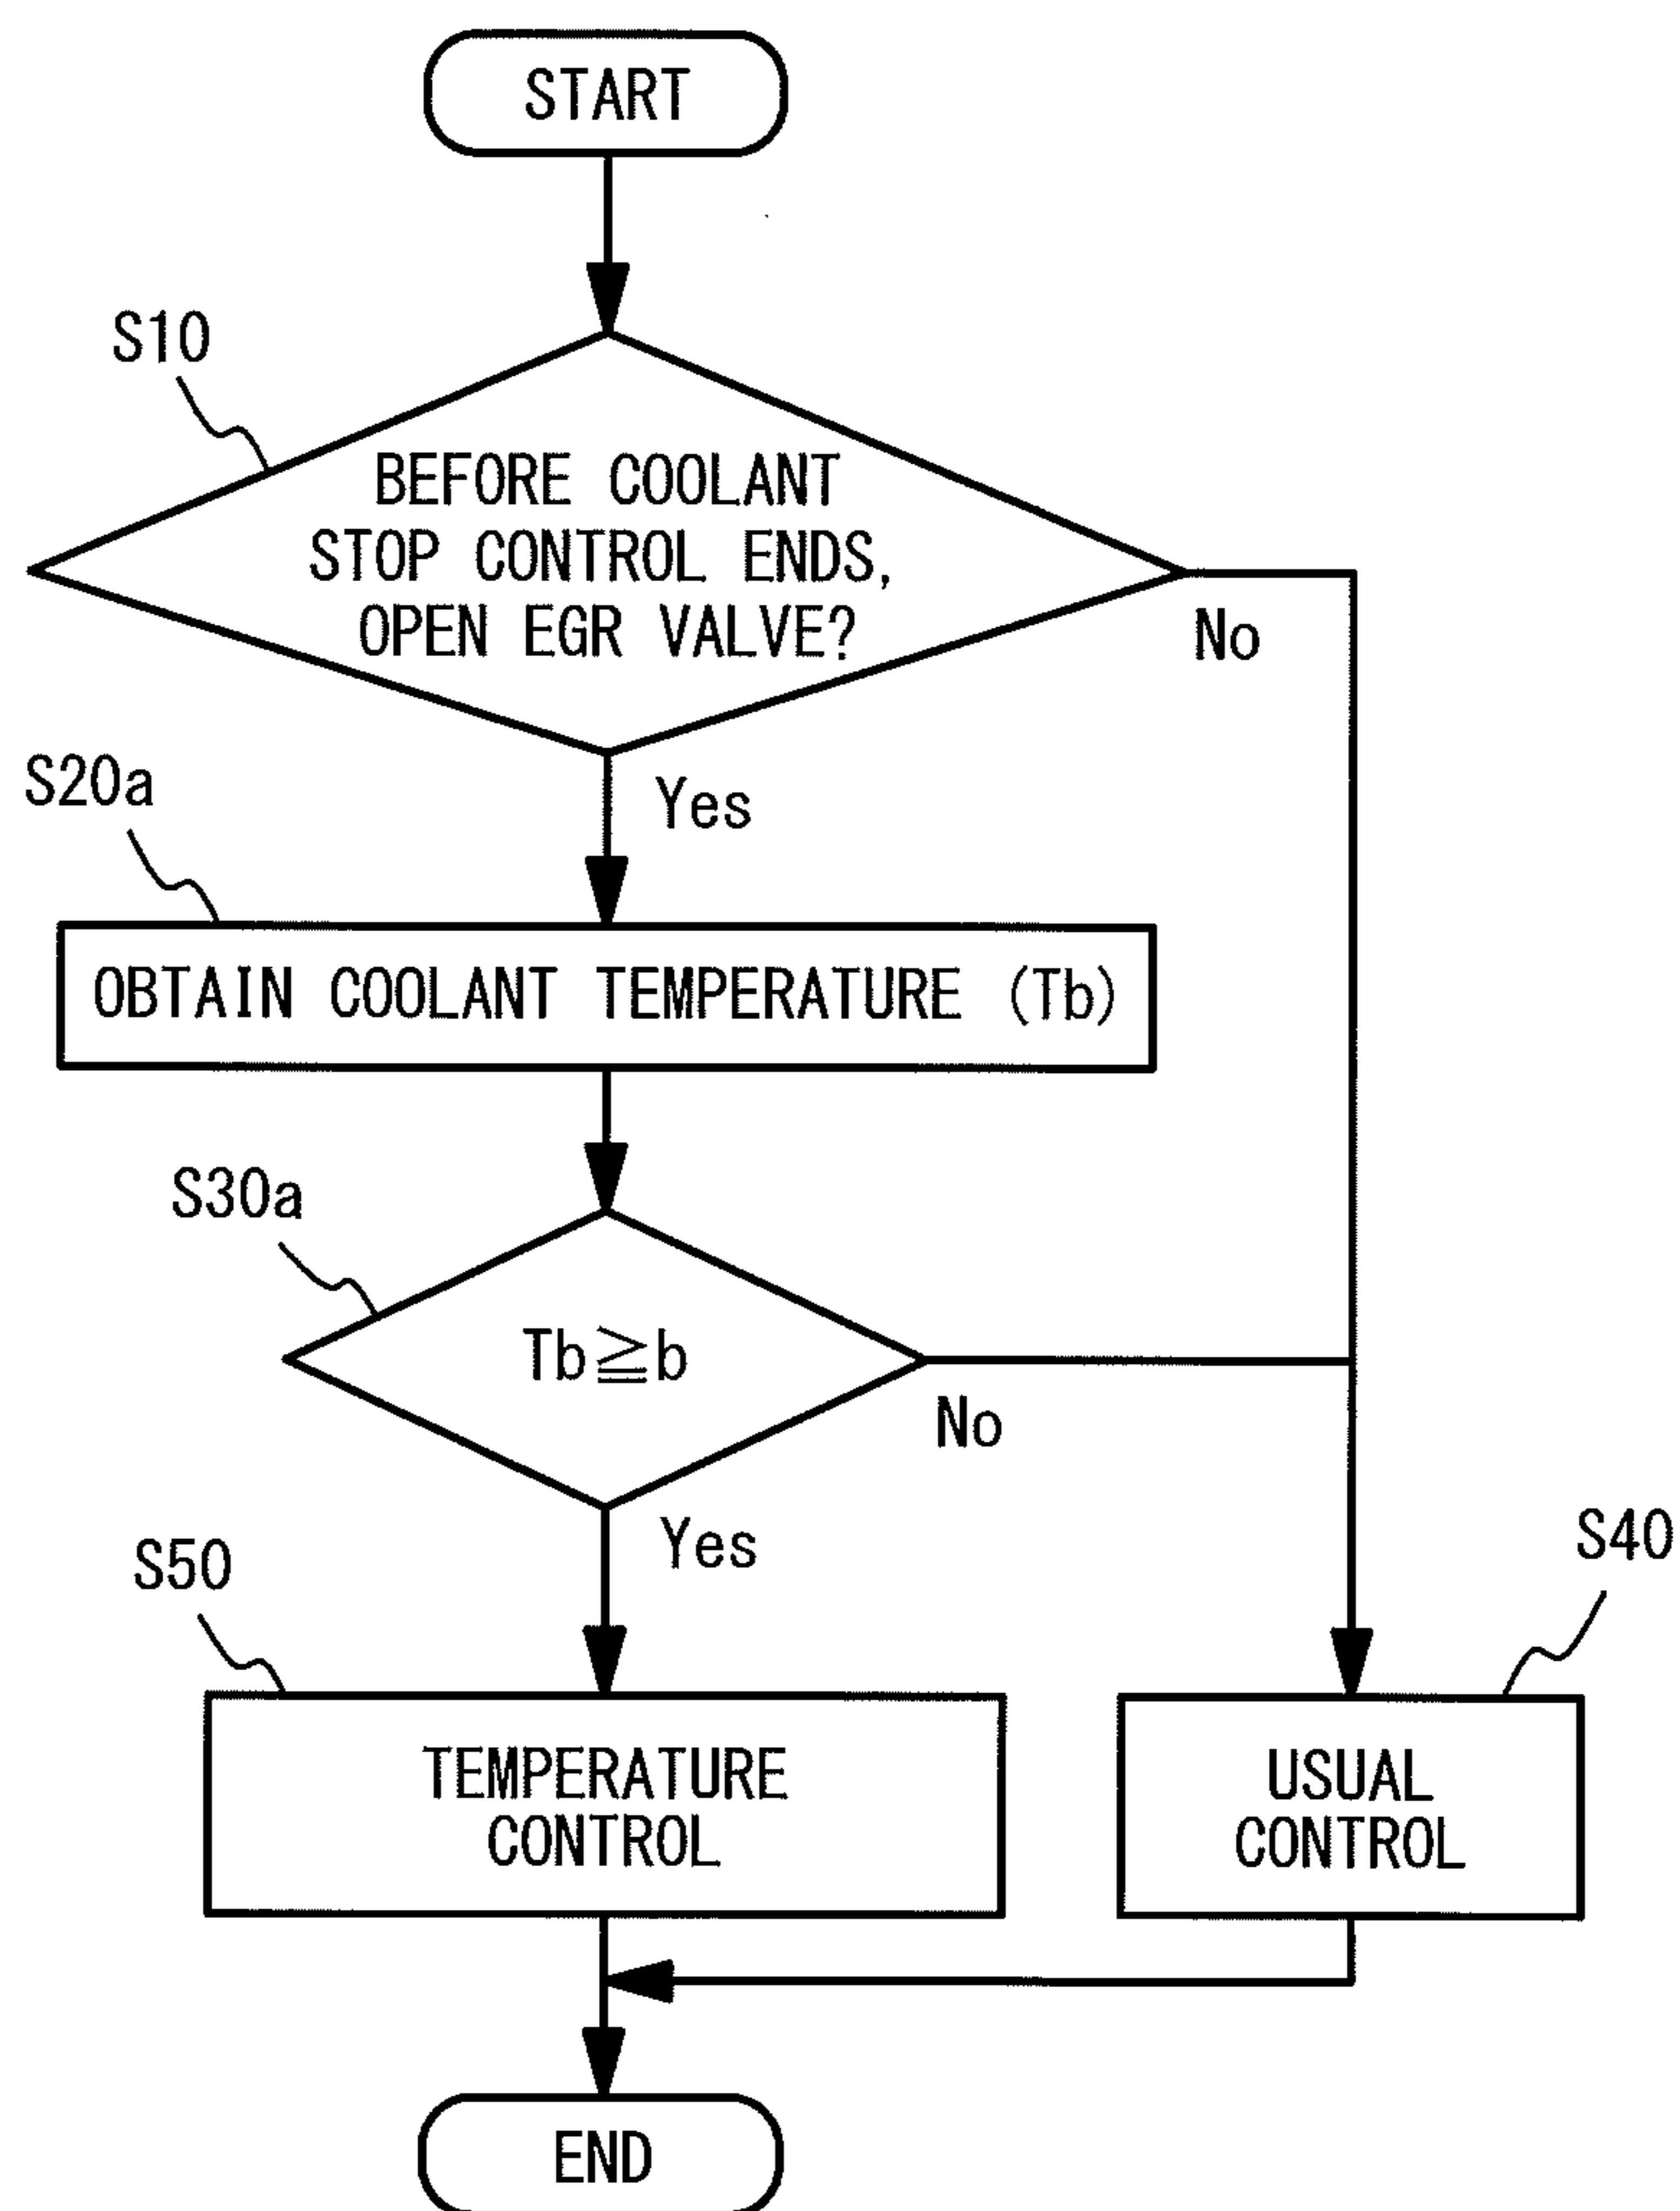 START
S10
BEFORE COOLANT
STOP CONTROL ENDS,
OPEN EGR VALVE?
No
Yes
S20a
OBTAIN COOLANT TEMPERATURE (Tb)
S30a
Tb≧b
No
Yes
S50
S40
TEMPERATURE
CONTROL
USUAL
CONTROL
END